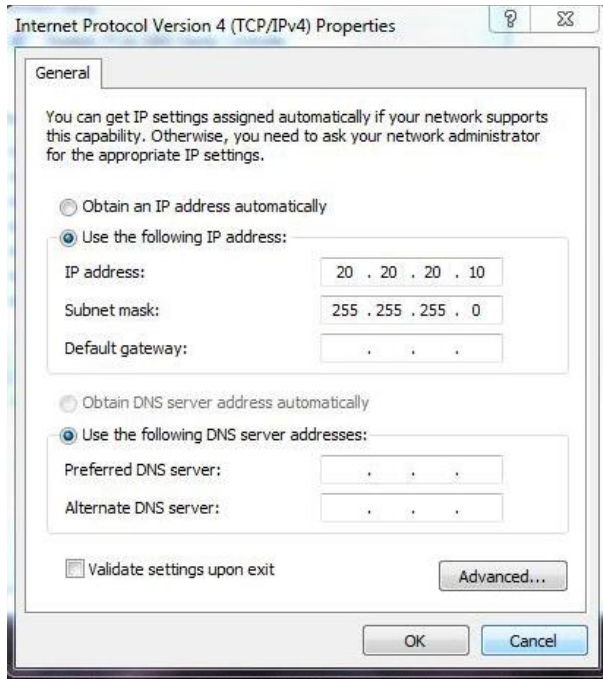 Internet Protocol Version 4 (TCP/IPv4) Properties
General
You can get IP settings assigned automatically if your network supports
this capability. Otherwise, you need to ask your network administrator
for the appropriate IP settings.
Obtain an IP address automatically
Use the following IP address:
IP address: 20 . 20 . 20 . 10
Subnet mask: 255 . 255 . 255 . 0
Default gateway: . . .
Obtain DNS server address automatically
Use the following DNS server addresses:
Preferred DNS server: . . .
Alternate DNS server: . . .
Validate settings upon exit
Advanced...
OK Cancel